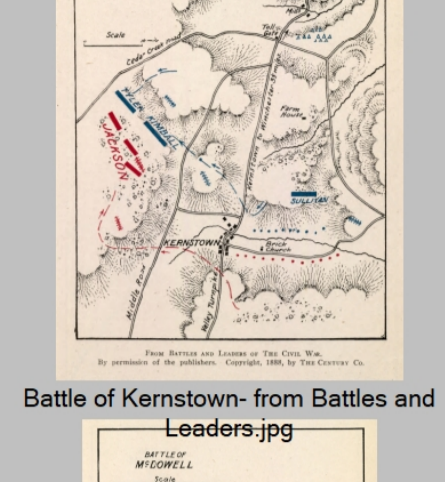 Mill
Toll
Gate
Scale
Cedar Creek road
TYLER
KIMBALL
JACKSON
Farm
House
SULLIVAN
KERNSTOWN
Brick
Church
Middle Road
Valley Turnpike
FROM BATTLES AND LEADERS OF THE CIVIL WAR.
By permission of the publishers. Copyright, 1888, by THE CENTURY CO.
Battle of Kernstown- from Battles and
Leaders.jpg
BATTLE OF
McDOWELL
Scale